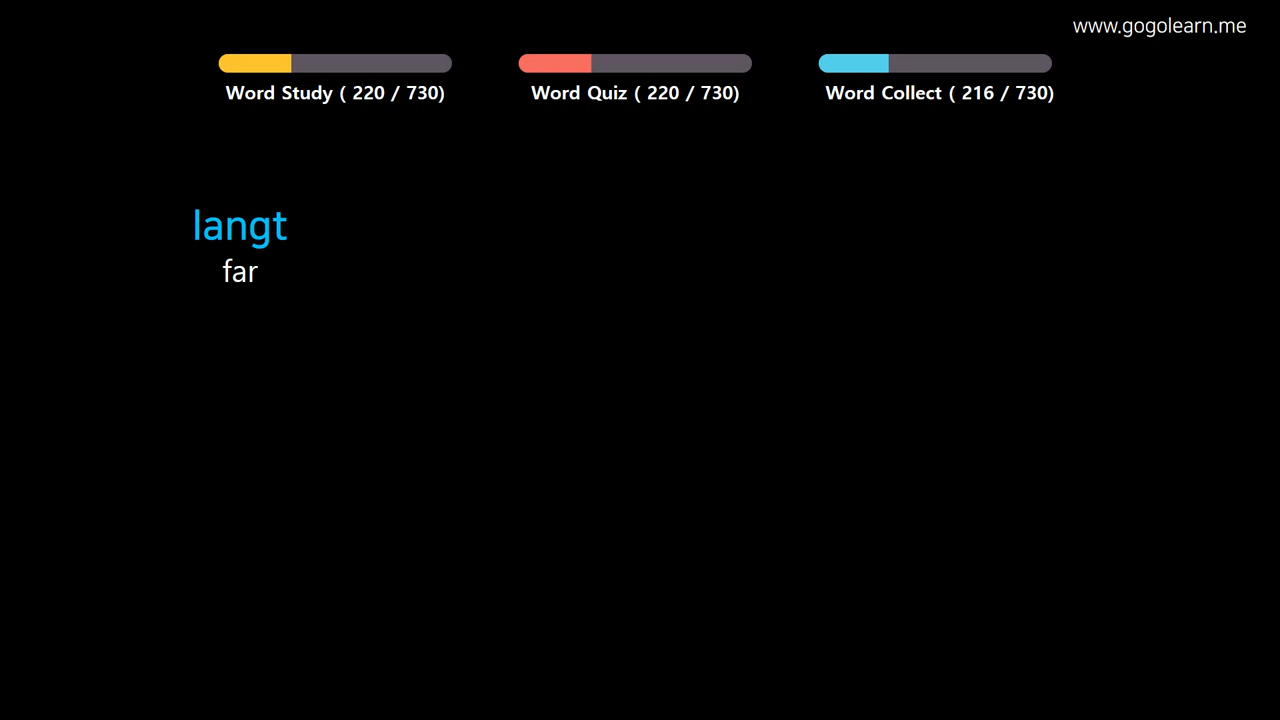 www.gogolearn.me
Word Study ( 220 / 730)
Word Quiz ( 220 / 730)
Word Collect ( 216 / 730)
langt
far